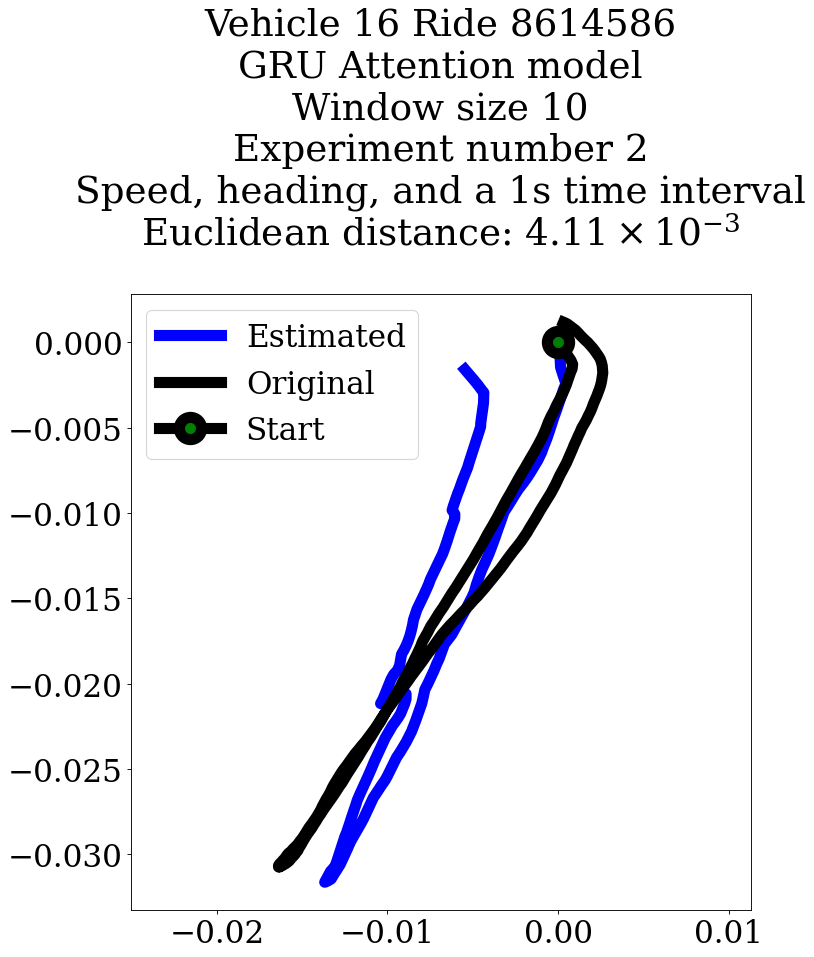 Vehicle 16 Ride 8614586
GRU Attention model
Window size 10
Experiment number 2
Speed, heading, and a 1s time interval
Euclidean distance: 4.11 × 10⁻³
Estimated
Original
Start
0.000
−0.005
−0.010
−0.015
−0.020
−0.025
−0.030
−0.02
−0.01
0.00
0.01